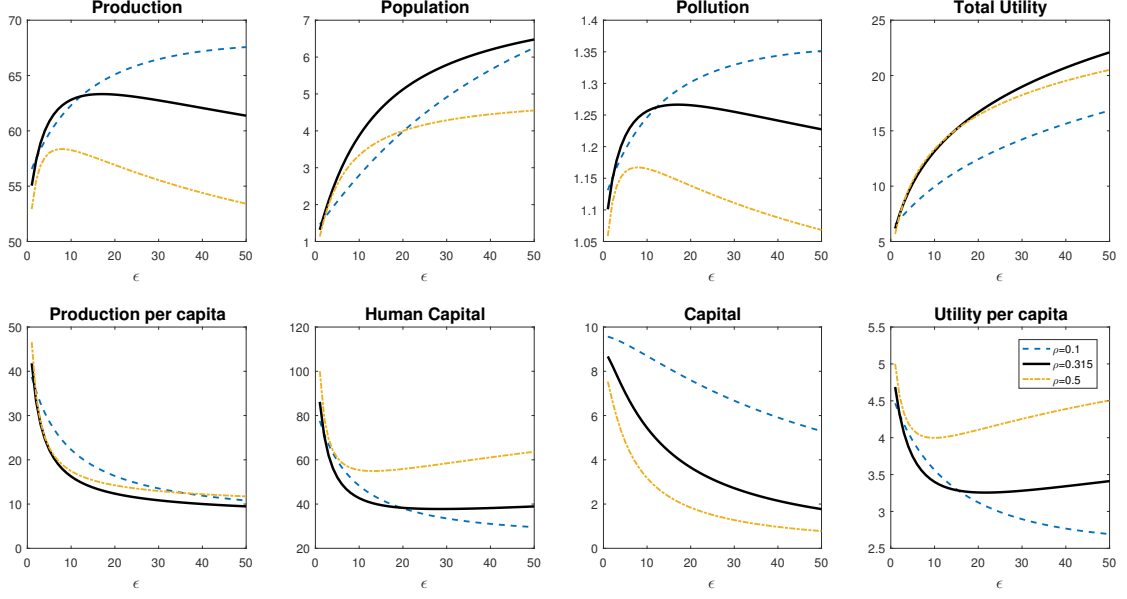 Production
70
65
60
55
50
0 10 20 30 40 50
ϵ
Population
7
6
5
4
3
2
1
0 10 20 30 40 50
ϵ
Pollution
1.4
1.35
1.3
1.25
1.2
1.15
1.1
1.05
0 10 20 30 40 50
ϵ
Total Utility
25
20
15
10
5
0 10 20 30 40 50
ϵ
Production per capita
50
40
30
20
10
0
0 10 20 30 40 50
ϵ
Human Capital
120
100
80
60
40
20
0 10 20 30 40 50
ϵ
Capital
10
8
6
4
2
0
0 10 20 30 40 50
ϵ
Utility per capita
5.5
5
4.5
4
3.5
3
2.5
ρ=0.1
ρ=0.315
ρ=0.5
0 10 20 30 40 50
ϵ